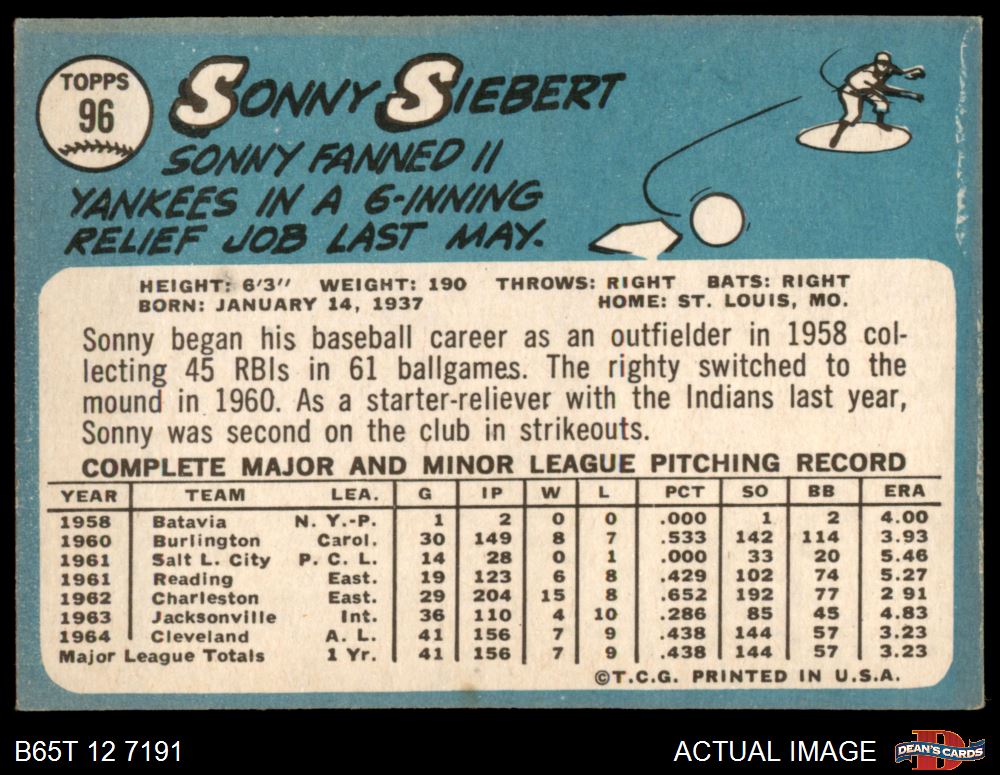 TOPPS
96
SONNY SIEBERT
SONNY FANNED 11
YANKEES IN A 6-INNING
RELIEF JOB LAST MAY.
HEIGHT: 6'3" WEIGHT: 190 THROWS: RIGHT BATS: RIGHT
BORN: JANUARY 14, 1937 HOME: ST. LOUIS, MO.
Sonny began his baseball career as an outfielder in 1958 col-
lecting 45 RBIs in 61 ballgames. The righty switched to the
mound in 1960. As a starter-reliever with the Indians last year,
Sonny was second on the club in strikeouts.
COMPLETE MAJOR AND MINOR LEAGUE PITCHING RECORD
YEAR TEAM LEA. G IP W L PCT SO BB ERA
1958 Batavia N. Y.-P. 1 2 0 0 .000 1 2 4.00
1960 Burlington Carol. 30 149 8 7 .533 142 114 3.93
1961 Salt L. City P. C. L. 14 28 0 1 .000 33 20 5.46
1961 Reading East. 19 123 6 8 .429 102 74 5.27
1962 Charleston East. 29 204 15 8 .652 192 77 2 91
1963 Jacksonville Int. 36 110 4 10 .286 85 45 4.83
1964 Cleveland A. L. 41 156 7 9 .438 144 57 3.23
Major League Totals 1 Yr. 41 156 7 9 .438 144 57 3.23
©T.C.G. PRINTED IN U.S.A.
B65T 12 7191 ACTUAL IMAGE D DEAN'S CARDS